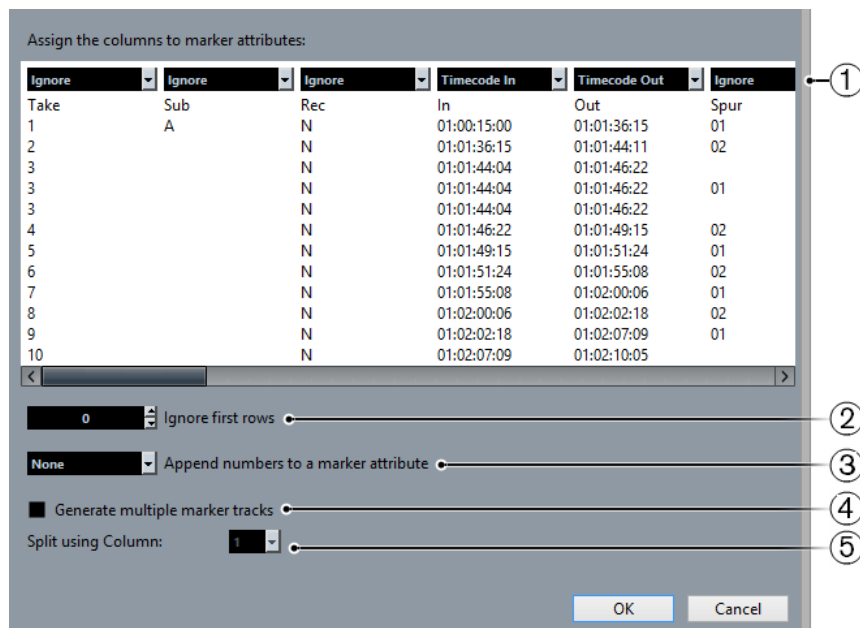 Assign the columns to marker attributes:
Ignore Ignore Ignore Timecode In Timecode Out Ignore ①
Take Sub Rec In Out Spur
1 A N 01:00:15:00 01:01:36:15 01
2 N 01:01:36:15 01:01:44:11 02
3 N 01:01:44:04 01:01:46:22
3 N 01:01:44:04 01:01:46:22 01
3 N 01:01:44:04 01:01:46:22
4 N 01:01:46:22 01:01:49:15 02
5 N 01:01:49:15 01:01:51:24 01
6 N 01:01:51:24 01:01:55:08 02
7 N 01:01:55:08 01:02:00:06 01
8 N 01:02:00:06 01:02:02:18 02
9 N 01:02:02:18 01:02:07:09 01
10 N 01:02:07:09 01:02:10:05
0 Ignore first rows ②
None Append numbers to a marker attribute ③
Generate multiple marker tracks ④
Split using Column: 1 ⑤
OK Cancel